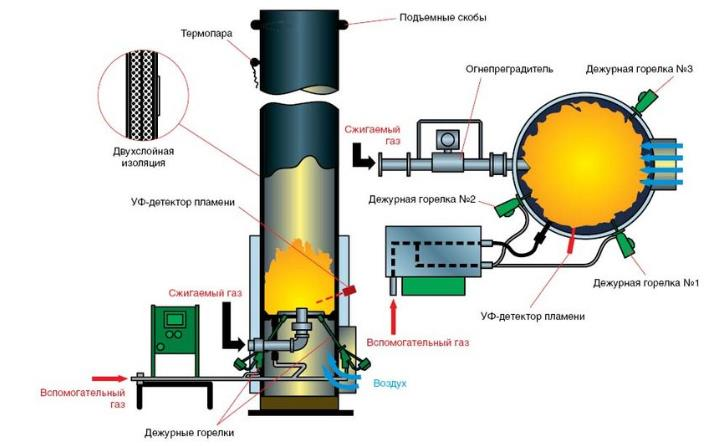 Подъемные скобы
Термопара
Огнепреградитель
Дежурная горелка №3
Сжигаемый
газ
Двухслойная
изоляция
УФ-детектор пламени
Дежурная горелка №2
Дежурная горелка №1
Сжигаемый газ
УФ-детектор пламени
Вспомогательный газ
Воздух
Вспомогательный
газ
Дежурные горелки